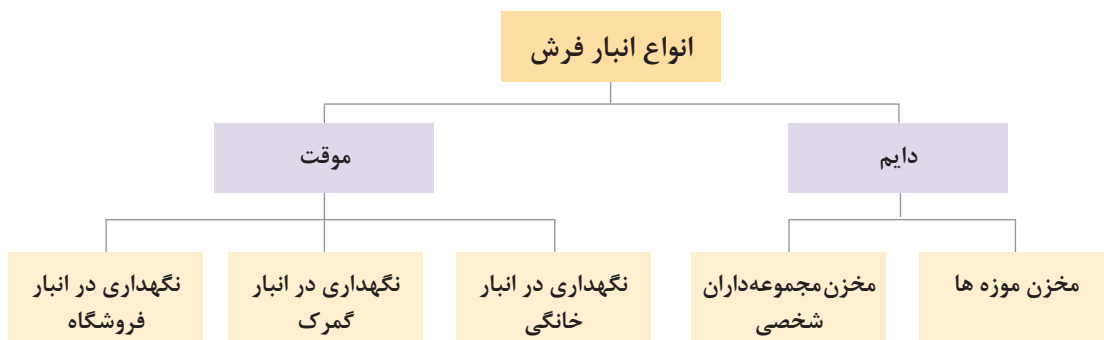 انواع انبار فرش
دایم
موقت
مخزن موزه ها
مخزن مجموعه‌داران
شخصی
نگهداری در انبار
خانگی
نگهداری در انبار
گمرک
نگهداری در انبار
فروشگاه